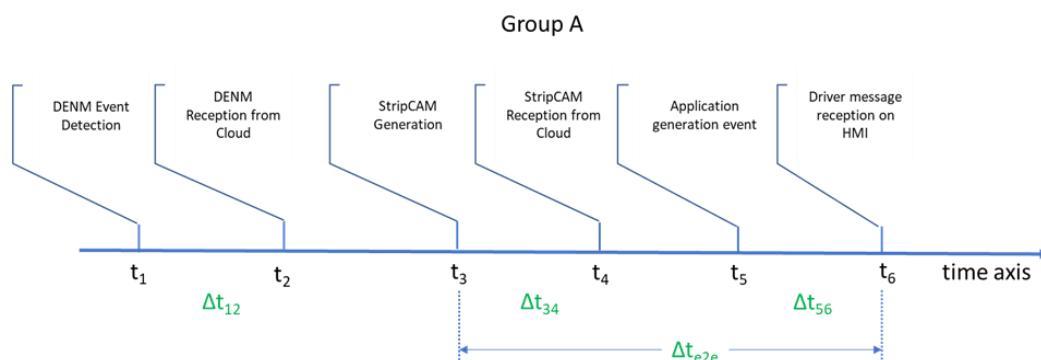 Group A
DENM Event
Detection
DENM
Reception from
Cloud
StripCAM
Generation
StripCAM
Reception from
Cloud
Application
generation event
Driver message
reception on
HMI
t1 t2 t3 t4 t5 t6 time axis
Δt12 Δt34 Δt56
Δte2e